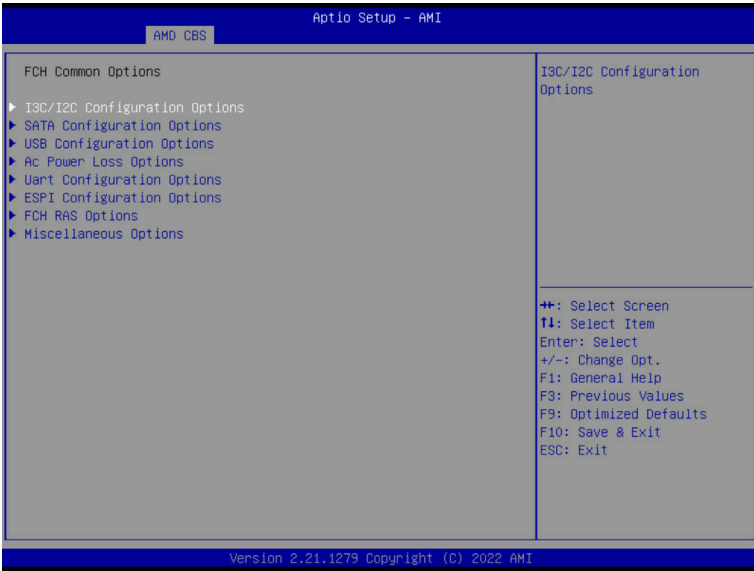 Aptio Setup – AMI
AMD CBS
FCH Common Options
I3C/I2C Configuration Options
SATA Configuration Options
USB Configuration Options
Ac Power Loss Options
Uart Configuration Options
ESPI Configuration Options
FCH RAS Options
Miscellaneous Options
I3C/I2C Configuration
Options
→←: Select Screen
↑↓: Select Item
Enter: Select
+/-: Change Opt.
F1: General Help
F3: Previous Values
F9: Optimized Defaults
F10: Save & Exit
ESC: Exit
Version 2.21.1279 Copyright (C) 2022 AMI